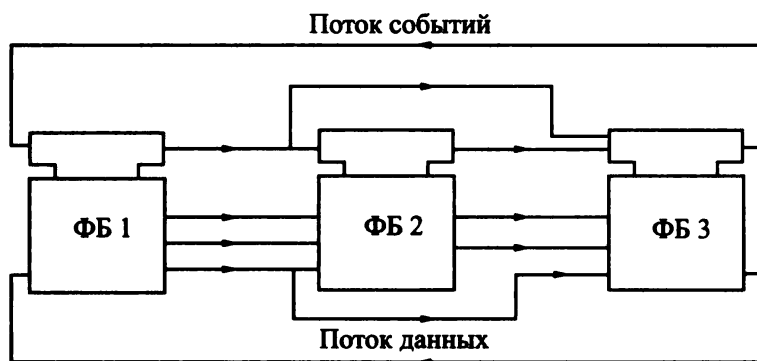 Поток событий
ФБ 1
ФБ 2
ФБ 3
Поток данных